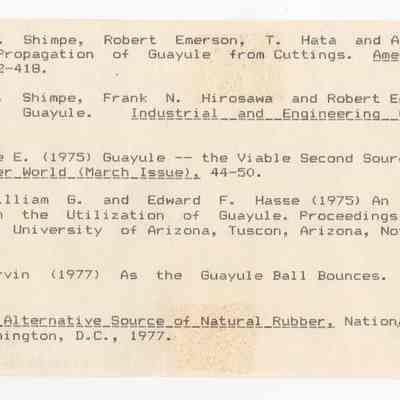 . Shimpe, Robert Emerson, T. Hata and A
Propagation of Guayule from Cuttings. Ame
2-418.
. Shimpe, Frank N. Hirosawa and Robert E
Guayule. Industrial and Engineering
e E. (1975) Guayule -- the Viable Second Sour
er World (March Issue), 44-50.
illiam G. and Edward F. Hasse (1975) An
n the Utilization of Guayule. Proceedings
University of Arizona, Tuscon, Arizona, No
rvin (1977) As the Guayule Ball Bounces.
Alternative Source of Natural Rubber, Nation
hington, D.C., 1977.